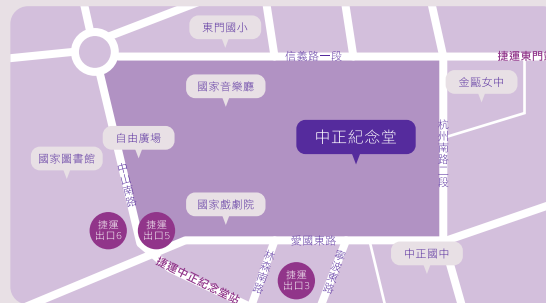 東門國小
信義路一段
捷運東門
國家音樂廳
金甌女中
中正紀念堂
自由廣場
國家圖書館
杭州南路二段
中山南路
國家戲劇院
捷運
出口6
捷運
出口5
愛國東路
中正國中
捷運中正紀念堂站
林森南路
捷運
出口3